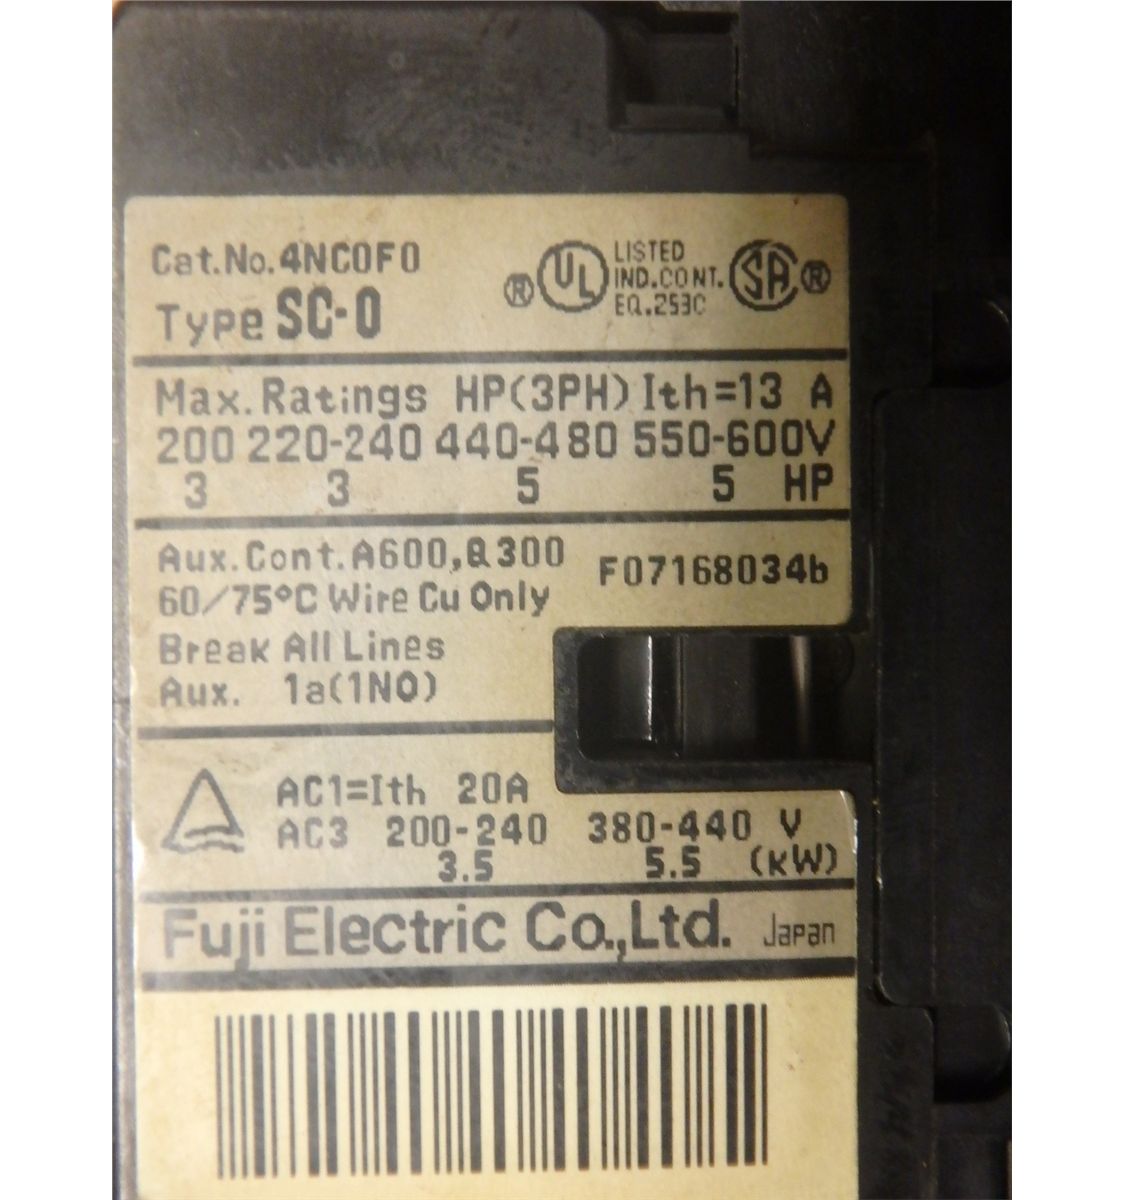 Cat.No.4NC0F0
Type SC-0
® UL LISTED IND.CONT. EQ.253C SA ®
Max.Ratings HP(3PH) Ith=13 A
200 220-240 440-480 550-600V
3 3 5 5 HP
Aux.Cont.A600,Q300
F07168034b
60/75°C Wire Cu Only
Break All Lines
Aux. 1a(1NO)
AC1=Ith 20A
AC3 200-240 380-440 V
3.5 5.5 (kW)
Fuji Electric Co.,Ltd. Japan